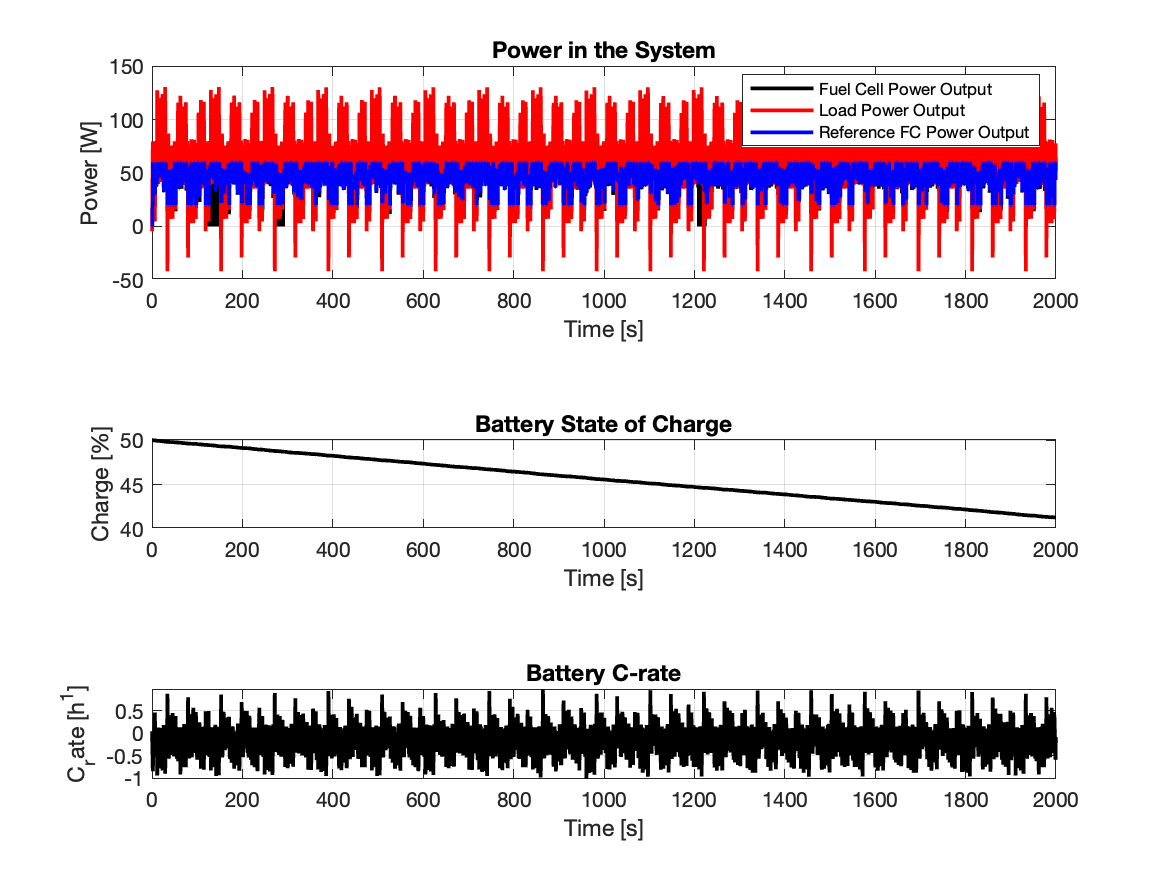 Power in the System
150
100
50
0
-50
Power [W]
Fuel Cell Power Output
Load Power Output
Reference FC Power Output
0 200 400 600 800 1000 1200 1400 1600 1800 2000
Time [s]
Battery State of Charge
50
45
40
Charge [%]
0 200 400 600 800 1000 1200 1400 1600 1800 2000
Time [s]
Battery C-rate
0.5
0
-0.5
-1
C_rate [h^1]
0 200 400 600 800 1000 1200 1400 1600 1800 2000
Time [s]